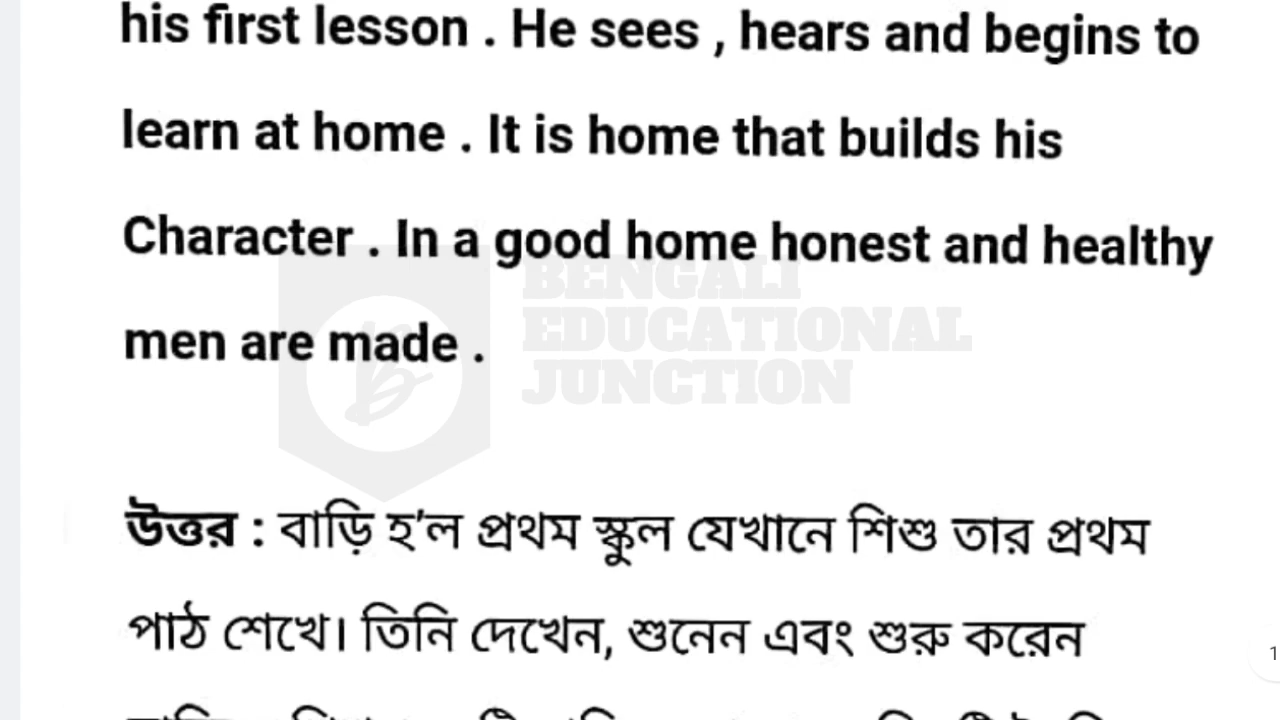 his first lesson . He sees , hears and begins to
learn at home . It is home that builds his
Character . In a good home honest and healthy
men are made .
BENGALI
EDUCATIONAL
JUNCTION
উত্তর : বাড়ি হ'ল প্রথম স্কুল যেখানে শিশু তার প্রথম
পাঠ শেখে। তিনি দেখেন, শুনেন এবং শুরু করেন
1